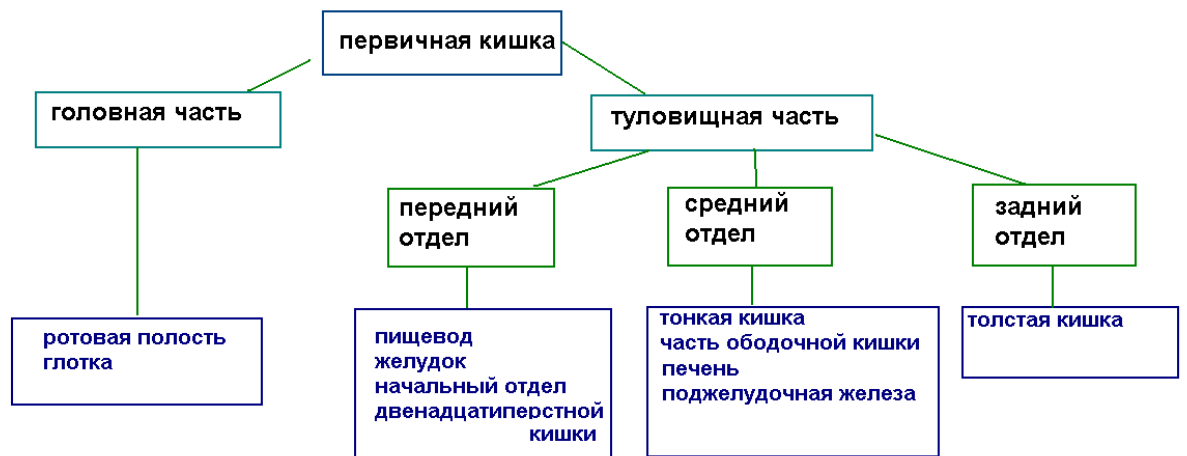 первичная кишка
головная часть
туловищная часть
передний
отдел
средний
отдел
задний
отдел
ротовая полость
глотка
пищевод
желудок
начальный отдел
двенадцатиперстной
кишки
тонкая кишка
часть ободочной кишки
печень
поджелудочная железа
толстая кишка